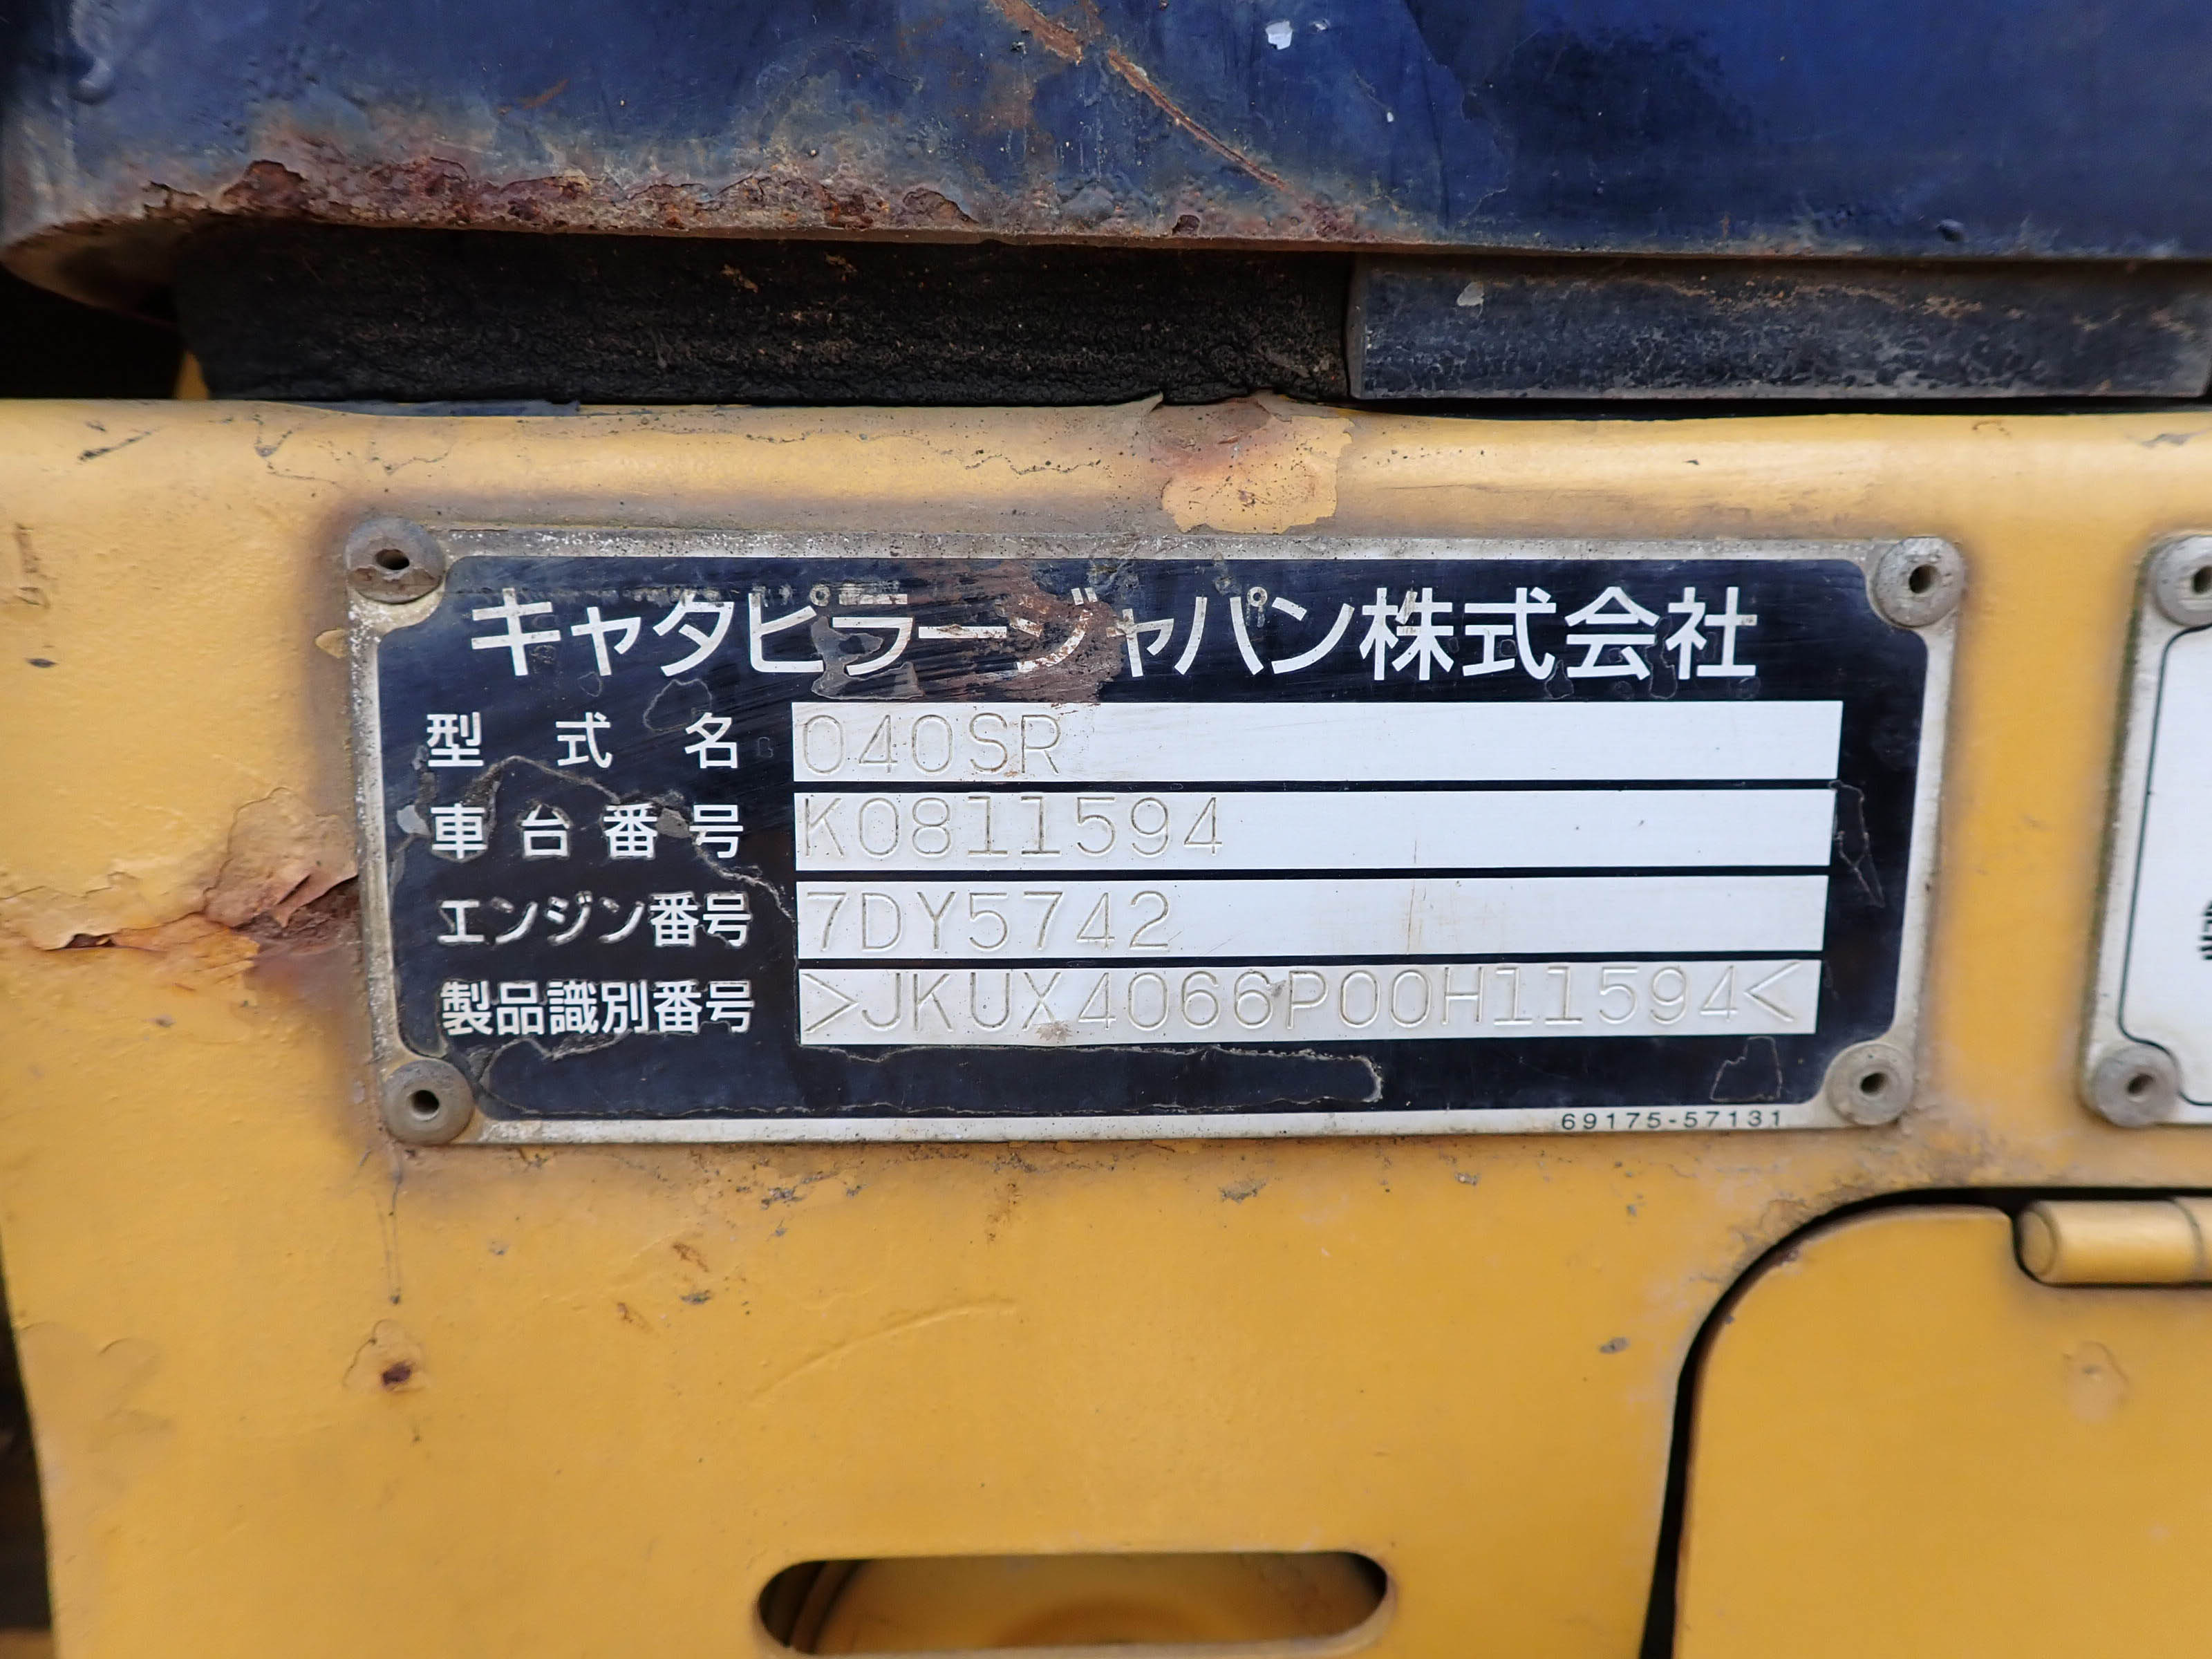 キャタピラージャパン株式会社
型式名 040SR
車台番号 K0811594
エンジン番号 7DY5742
製品識別番号 >JKUX4066P00H11594<
69175-57131